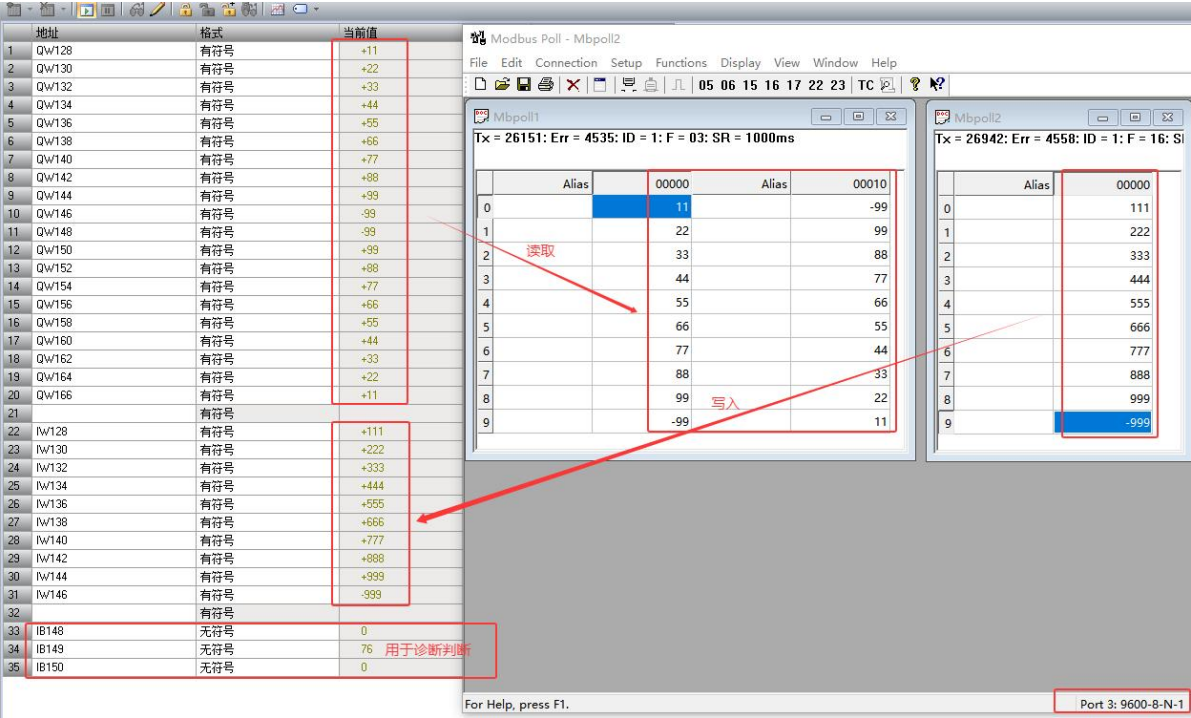 地址 格式 当前值
1 QW128 有符号 +11
2 QW130 有符号 +22
3 QW132 有符号 +33
4 QW134 有符号 +44
5 QW136 有符号 +55
6 QW138 有符号 +66
7 QW140 有符号 +77
8 QW142 有符号 +88
9 QW144 有符号 +99
10 QW146 有符号 -99
11 QW148 有符号 -99
12 QW150 有符号 +99
13 QW152 有符号 +88
14 QW154 有符号 +77
15 QW156 有符号 +66
16 QW158 有符号 +55
17 QW160 有符号 +44
18 QW162 有符号 +33
19 QW164 有符号 +22
20 QW166 有符号 +11
21 有符号
22 IW128 有符号 +111
23 IW130 有符号 +222
24 IW132 有符号 +333
25 IW134 有符号 +444
26 IW136 有符号 +555
27 IW138 有符号 +666
28 IW140 有符号 +777
29 IW142 有符号 +888
30 IW144 有符号 +999
31 IW146 有符号 -999
32 有符号
33 IB148 无符号 0
34 IB149 无符号 76 用于诊断判断
35 IB150 无符号 0
Modbus Poll - Mbpoll2
File Edit Connection Setup Functions Display View Window Help
05 06 15 16 17 22 23 TC
Mbpoll1
Tx = 26151: Err = 4535: ID = 1: F = 03: SR = 1000ms
Alias 00000 Alias 00010
0 11 -99
1 22 99
2 33 88
3 44 77
4 55 66
5 66 55
6 77 44
7 88 33
8 99 22
9 -99 11
读取
写入
Mbpoll2
Tx = 26942: Err = 4558: ID = 1: F = 16: SI
Alias 00000
0 111
1 222
2 333
3 444
4 555
5 666
6 777
7 888
8 999
9 -999
For Help, press F1.
Port 3: 9600-8-N-1